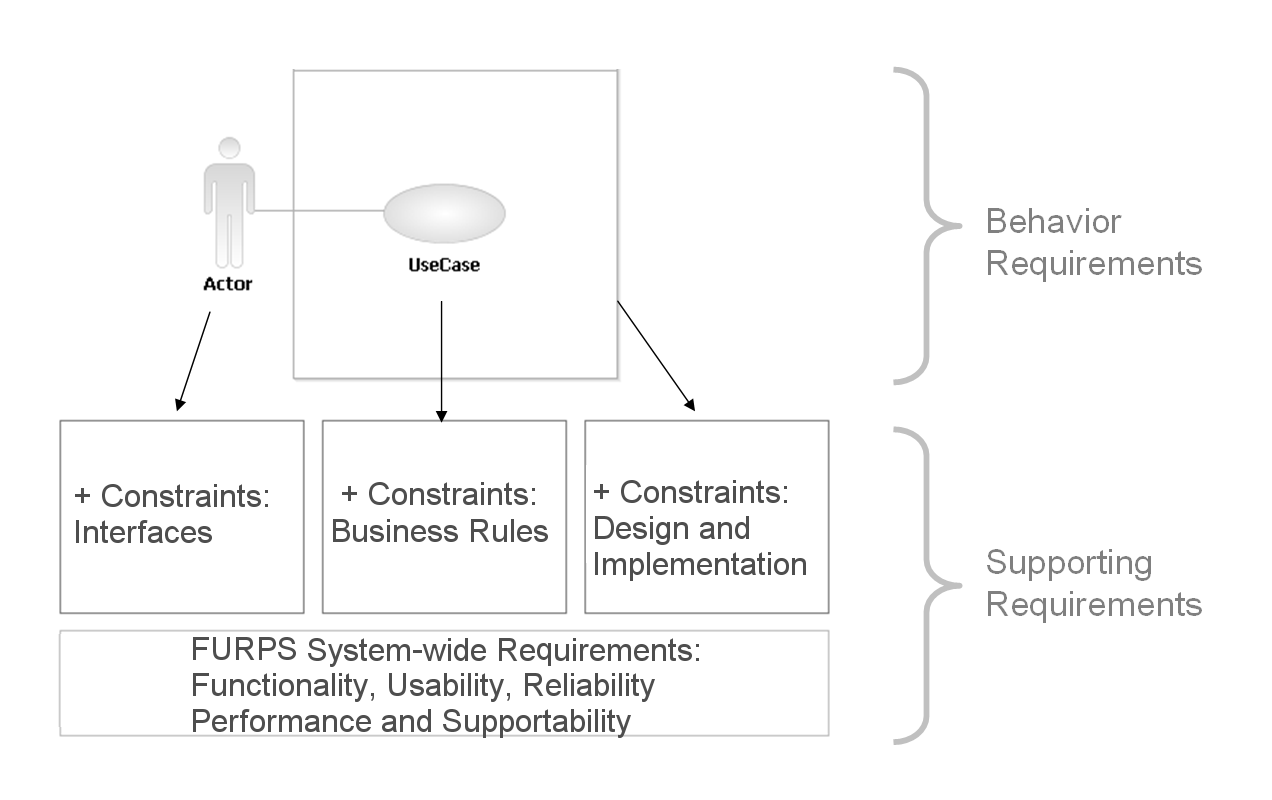 Actor
UseCase
Behavior
Requirements
+ Constraints:
Interfaces
+ Constraints:
Business Rules
+ Constraints:
Design and
Implementation
Supporting
Requirements
FURPS System-wide Requirements:
Functionality, Usability, Reliability
Performance and Supportability